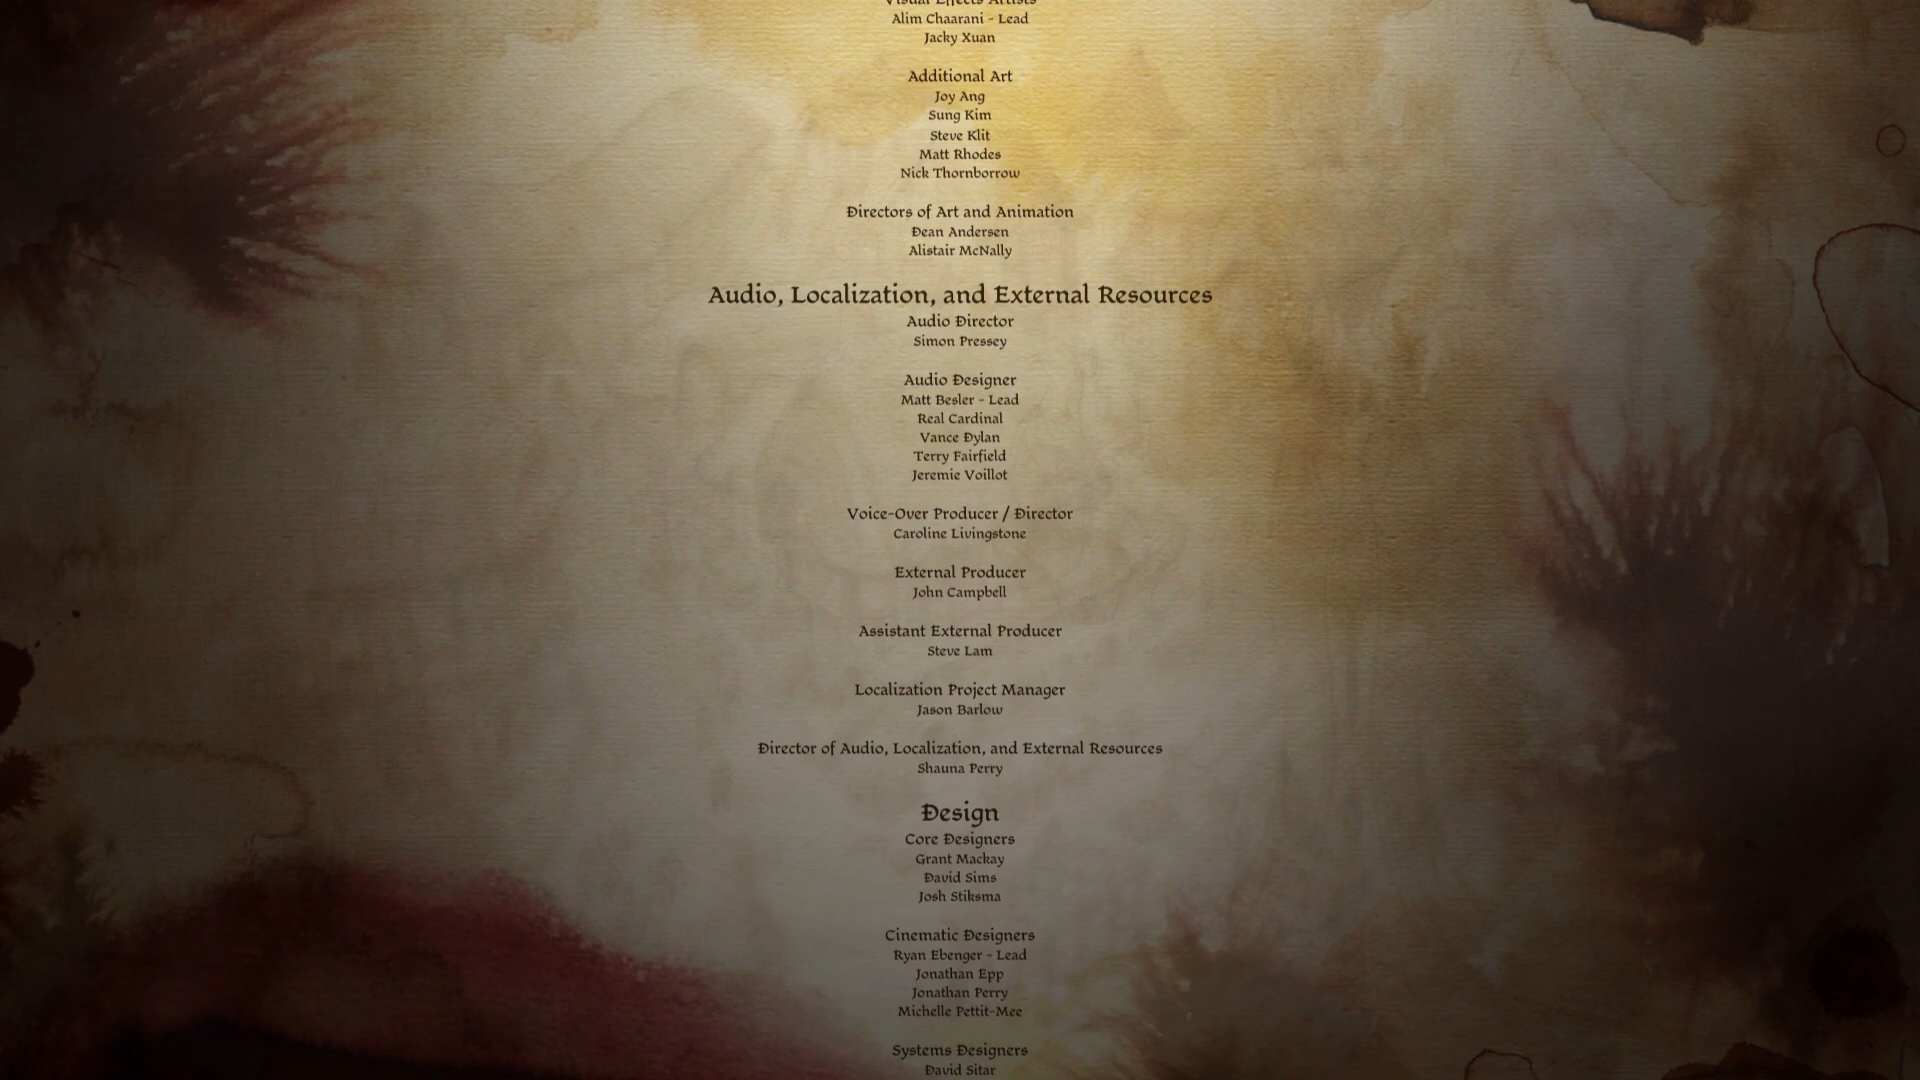 Visual Effects Artists
Alim Chaarani - Lead
Jacky Xuan
Additional Art
Joy Ang
Sung Kim
Steve Klit
Matt Rhodes
Nick Thornborrow
Directors of Art and Animation
Dean Andersen
Alistair McNally
Audio, Localization, and External Resources
Audio Director
Simon Pressey
Audio Designer
Matt Besler - Lead
Real Cardinal
Vance Dylan
Terry Fairfield
Jeremie Voillot
Voice-Over Producer / Director
Caroline Livingstone
External Producer
John Campbell
Assistant External Producer
Steve Lam
Localization Project Manager
Jason Barlow
Director of Audio, Localization, and External Resources
Shauna Perry
Design
Core Designers
Grant Mackay
David Sims
Josh Stiksma
Cinematic Designers
Ryan Ebenger - Lead
Jonathan Epp
Jonathan Perry
Michelle Pettit-Mee
Systems Designers
David Sitar